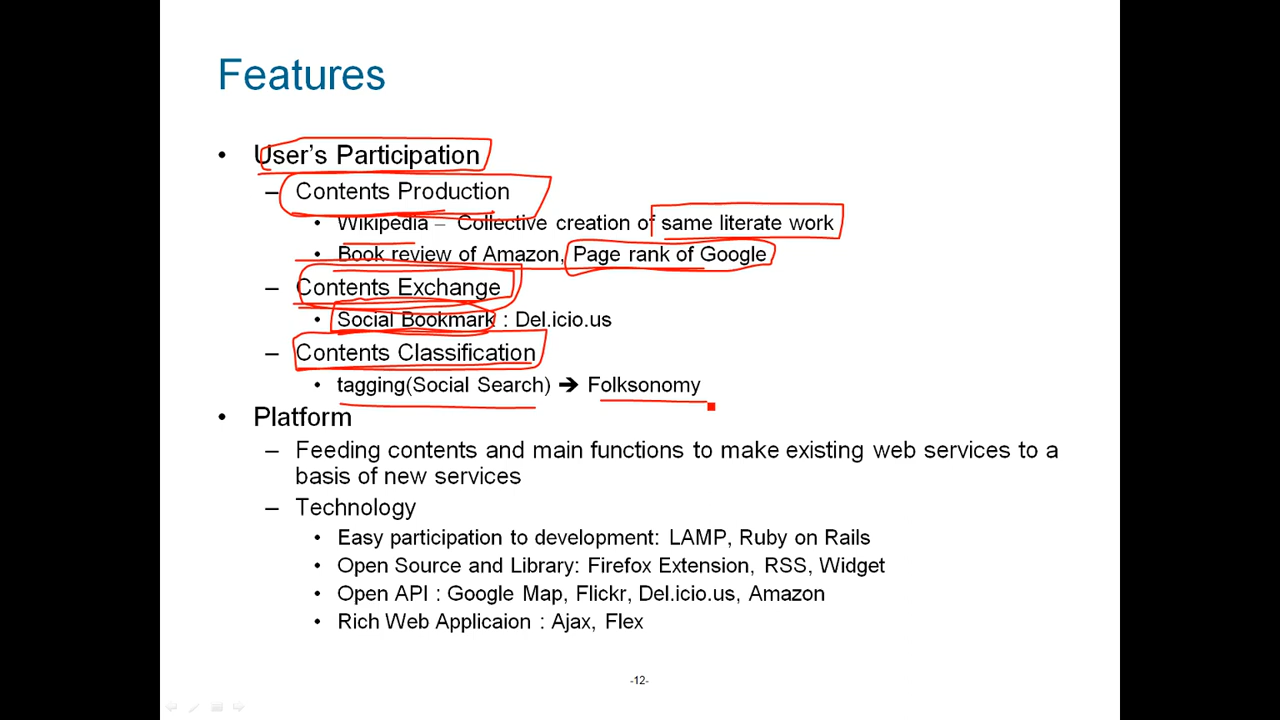 Features
• User's Participation
– Contents Production
• Wikipedia – Collective creation of same literate work
• Book review of Amazon, Page rank of Google
– Contents Exchange
• Social Bookmark : Del.icio.us
– Contents Classification
• tagging(Social Search) ➔ Folksonomy
• Platform
– Feeding contents and main functions to make existing web services to a
basis of new services
– Technology
• Easy participation to development: LAMP, Ruby on Rails
• Open Source and Library: Firefox Extension, RSS, Widget
• Open API : Google Map, Flickr, Del.icio.us, Amazon
• Rich Web Applicaion : Ajax, Flex
-12-